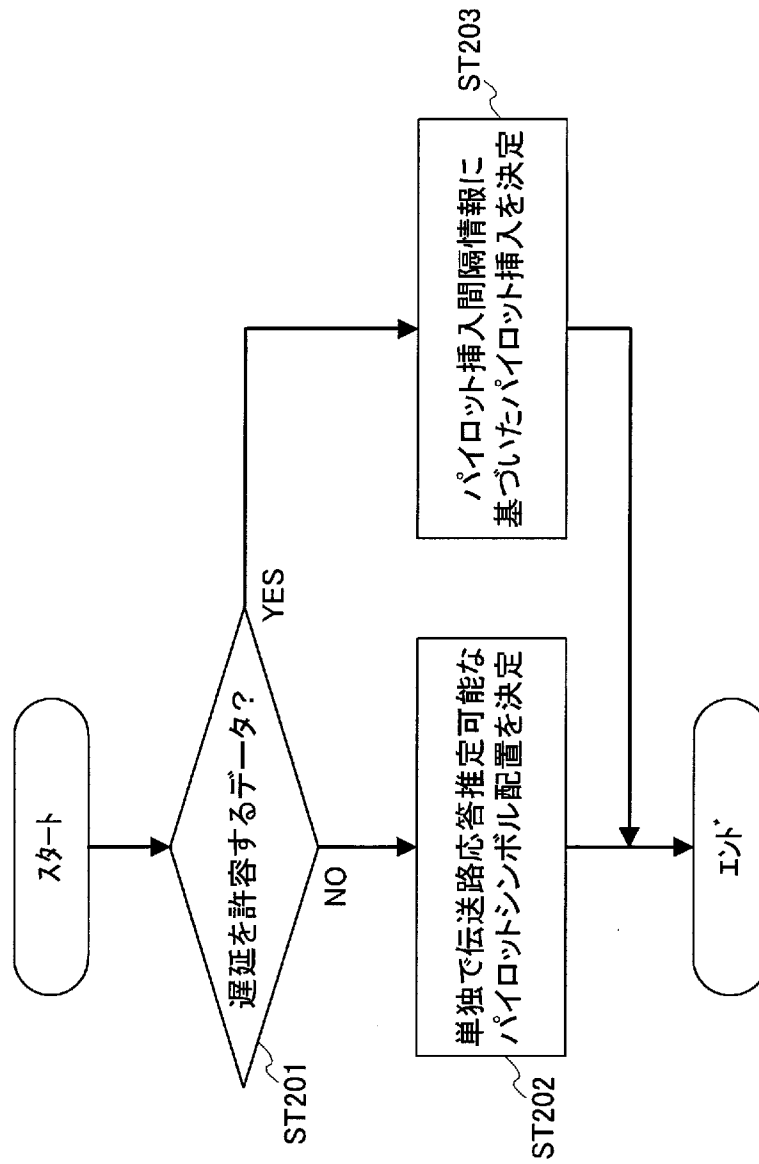 スタート
遅延を許容するデータ?
ST201
YES
NO
単独で伝送路応答推定可能な
パイロットシンボル配置を決定
ST202
パイロット挿入間隔情報に
基づいたパイロット挿入を決定
ST203
エンド